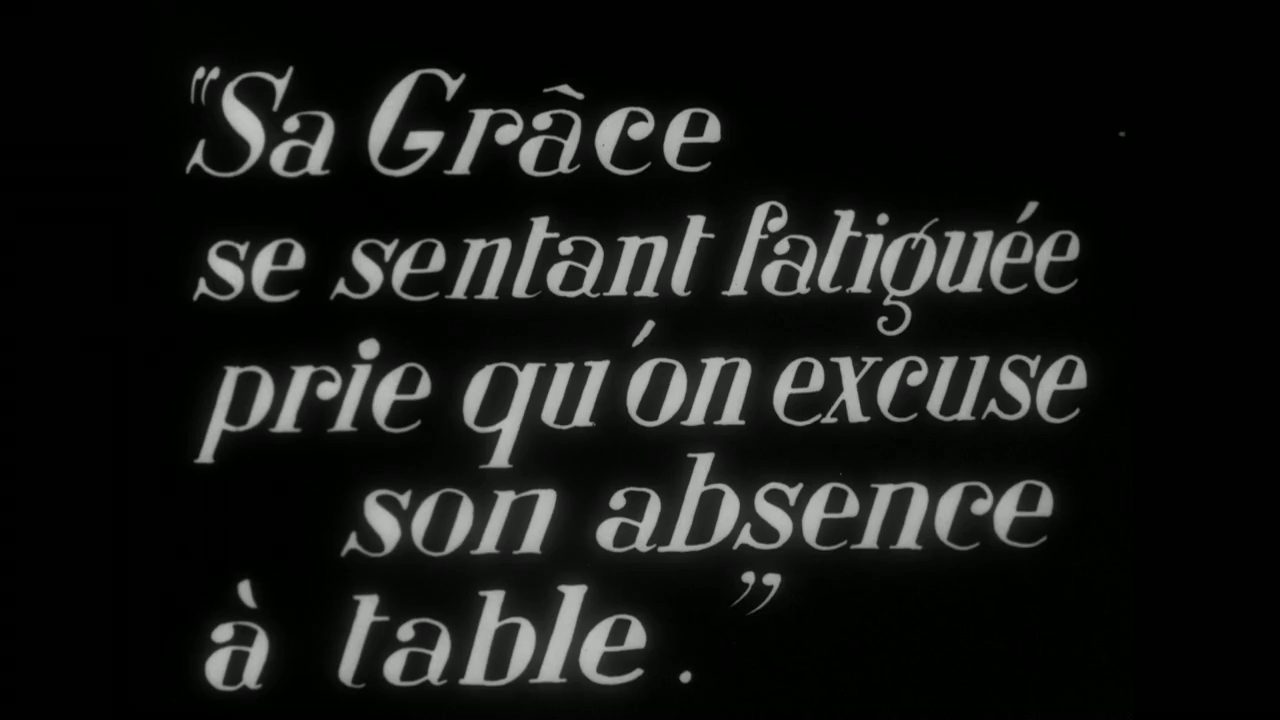 "Sa Grâce
se sentant fatiguée
prie qu'on excuse
son absence
à table."